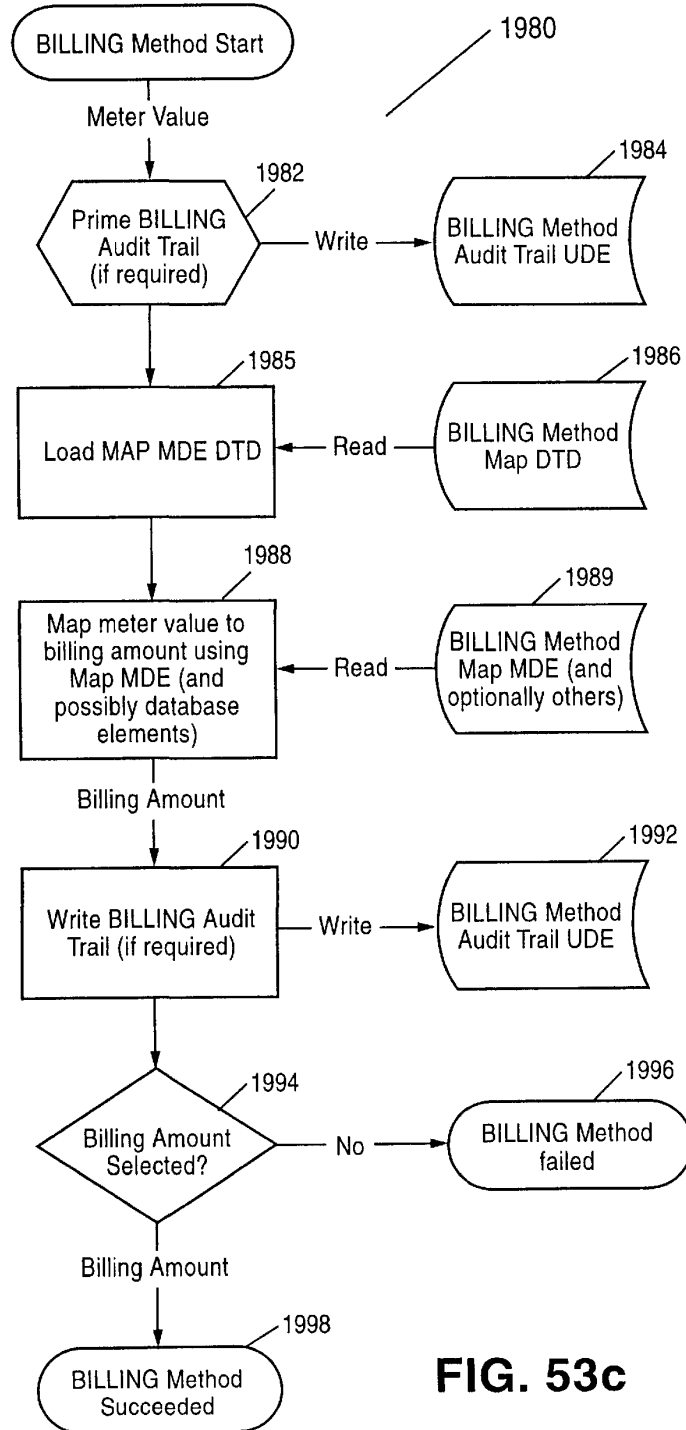 BILLING Method Start
1980
Meter Value
1982
Prime BILLING
Audit Trail
(if required)
Write
1984
BILLING Method
Audit Trail UDE
1985
Load MAP MDE DTD
Read
1986
BILLING Method
Map DTD
1988
Map meter value to
billing amount using
Map MDE (and
possibly database
elements)
Read
1989
BILLING Method
Map MDE (and
optionally others)
Billing Amount
1990
Write BILLING Audit
Trail (if required)
Write
1992
BILLING Method
Audit Trail UDE
1994
Billing Amount
Selected?
No
1996
BILLING Method
failed
Billing Amount
1998
BILLING Method
Succeeded
FIG. 53c